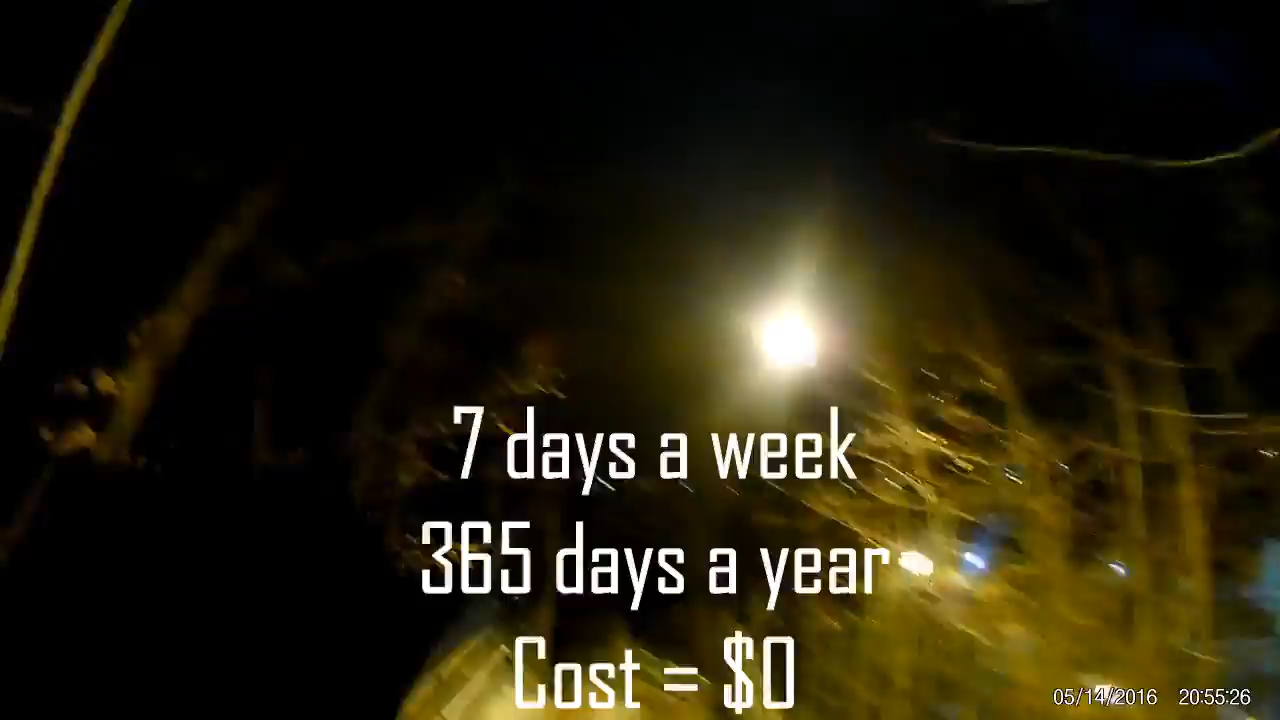 7 days a week
365 days a year
Cost = $0
05/14/2016 20:55:26